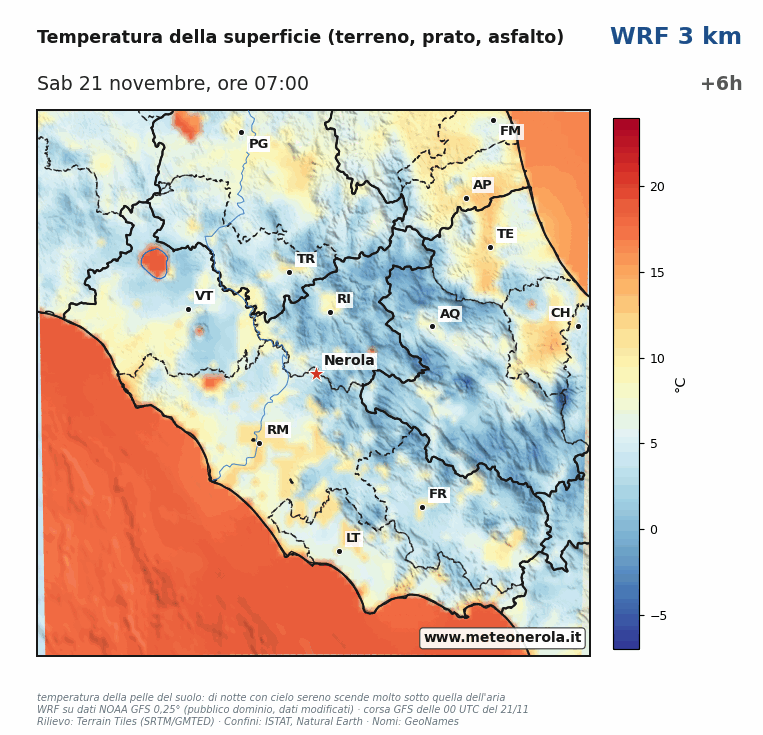 Temperatura della superficie (terreno, prato, asfalto)
WRF 3 km
Sab 21 novembre, ore 07:00
+6h
FM
PG
AP
TE
TR
VT
RI
AQ
CH
Nerola
RM
FR
LT
20
15
10
5
0
−5
°C
www.meteonerola.it
temperatura della pelle del suolo: di notte con cielo sereno scende molto sotto quella dell'aria
WRF su dati NOAA GFS 0,25° (pubblico dominio, dati modificati) · corsa GFS delle 00 UTC del 21/11
Rilievo: Terrain Tiles (SRTM/GMTED) · Confini: ISTAT, Natural Earth · Nomi: GeoNames